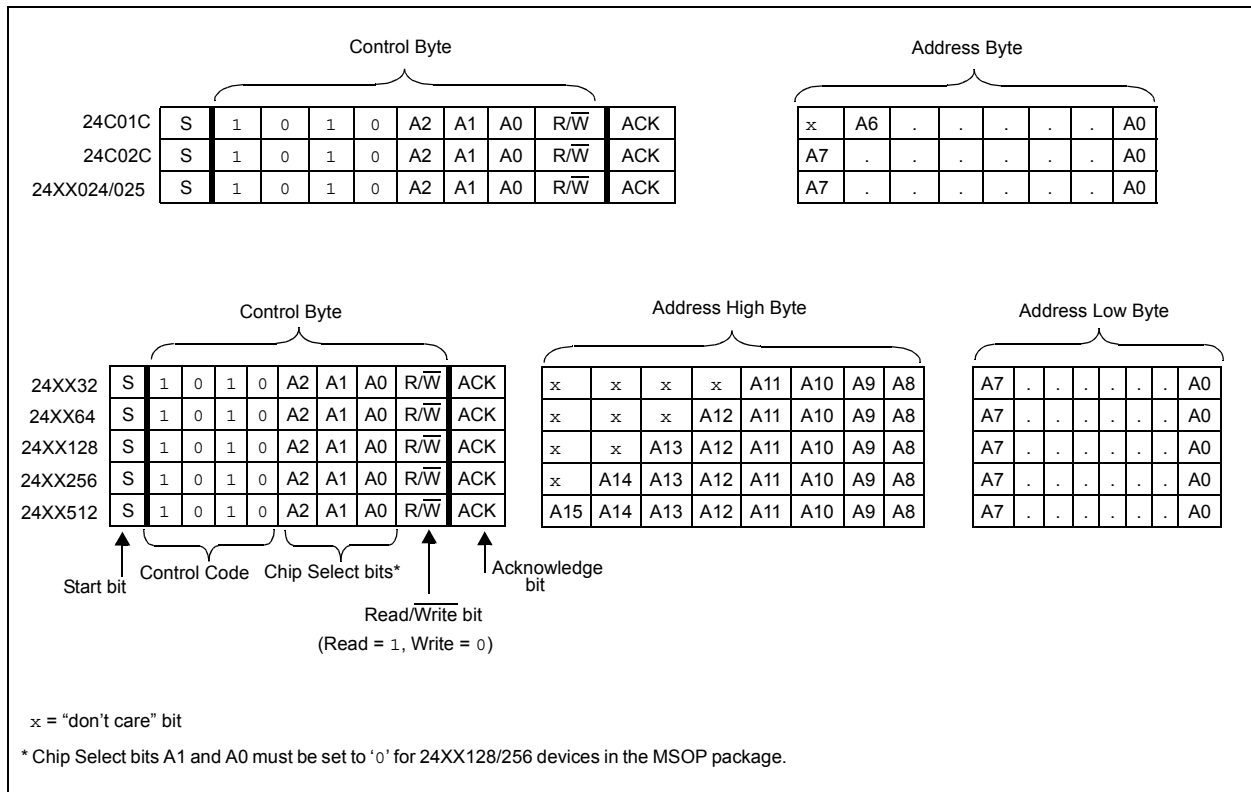 Control Byte Address Byte
24C01C S 1 0 1 0 A2 A1 A0 R/W̅ ACK x A6 . . . . . A0
24C02C S 1 0 1 0 A2 A1 A0 R/W̅ ACK A7 . . . . . . A0
24XX024/025 S 1 0 1 0 A2 A1 A0 R/W̅ ACK A7 . . . . . . A0
Control Byte Address High Byte Address Low Byte
24XX32 S 1 0 1 0 A2 A1 A0 R/W̅ ACK x x x x A11 A10 A9 A8 A7 . . . . . . A0
24XX64 S 1 0 1 0 A2 A1 A0 R/W̅ ACK x x x A12 A11 A10 A9 A8 A7 . . . . . . A0
24XX128 S 1 0 1 0 A2 A1 A0 R/W̅ ACK x x A13 A12 A11 A10 A9 A8 A7 . . . . . . A0
24XX256 S 1 0 1 0 A2 A1 A0 R/W̅ ACK x A14 A13 A12 A11 A10 A9 A8 A7 . . . . . . A0
24XX512 S 1 0 1 0 A2 A1 A0 R/W̅ ACK A15 A14 A13 A12 A11 A10 A9 A8 A7 . . . . . . A0
Start bit
Control Code
Chip Select bits*
Acknowledge
bit
Read/W̅r̅i̅t̅e̅ bit
(Read = 1, Write = 0)
x = “don’t care” bit
* Chip Select bits A1 and A0 must be set to ‘0’ for 24XX128/256 devices in the MSOP package.